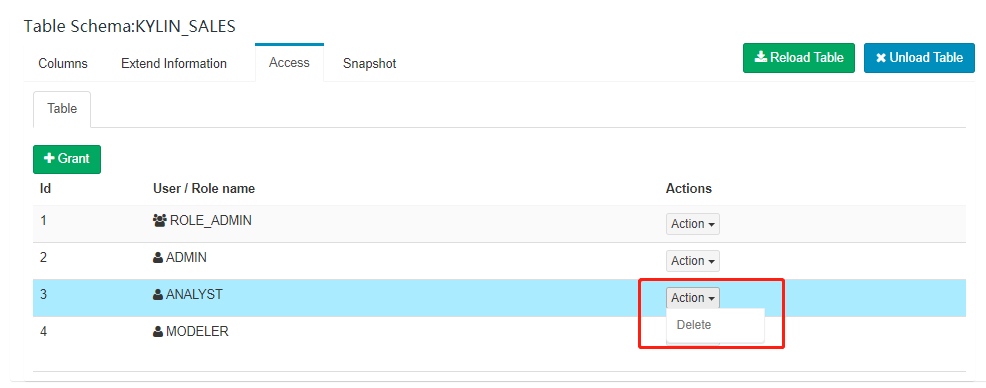 Table Schema:KYLIN_SALES
Columns Extend Information Access Snapshot Reload Table Unload Table
Table
Grant
Id User / Role name Actions
1 ROLE_ADMIN Action
2 ADMIN Action
3 ANALYST Action
Delete
4 MODELER